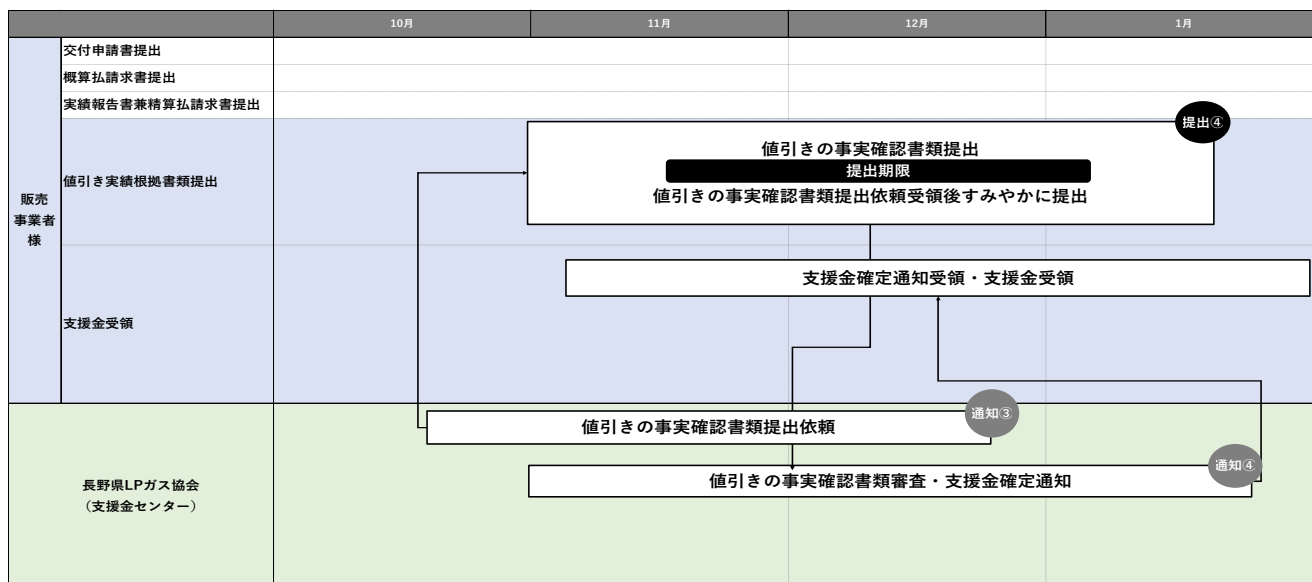 10月
11月
12月
1月
交付申請書提出
概算払請求書提出
実績報告書兼精算払請求書提出
提出④
値引きの事実確認書類提出
提出期限
値引き実績根拠書類提出
値引きの事実確認書類提出依頼受領後すみやかに提出
販売
事業者
様
支援金確定通知受領・支援金受領
支援金受領
通知③
値引きの事実確認書類提出依頼
通知④
値引きの事実確認書類審査・支援金確定通知
長野県LPガス協会
（支援金センター）